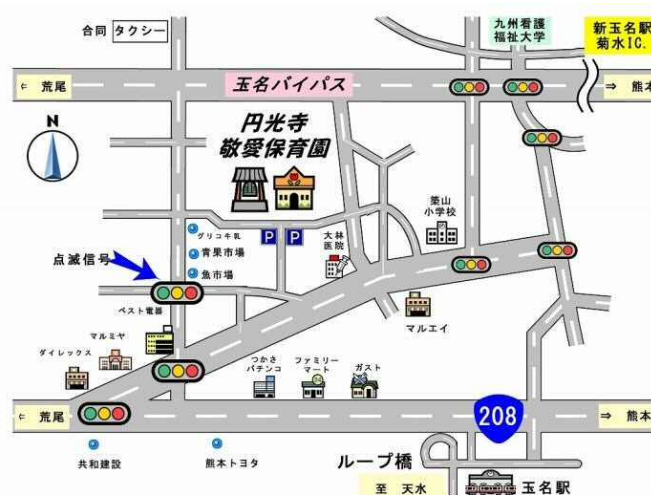 合同 タクシー
九州看護
福祉大学
新玉名駅
菊水IC.
⇦ 荒尾
玉名バイパス
⇒ 熊本
N
円光寺
敬愛保育園
築山
小学校
グリコ牛乳
青果市場
魚市場
P
P
大林
医院
点滅信号
ベスト電器
マルエイ
マルミヤ
ダイレックス
つかさ
パチンコ
ファミリー
マート
ガスト
⇦ 荒尾
208
⇒ 熊本
共和建設
熊本トヨタ
ループ橋
至 天水
玉名駅